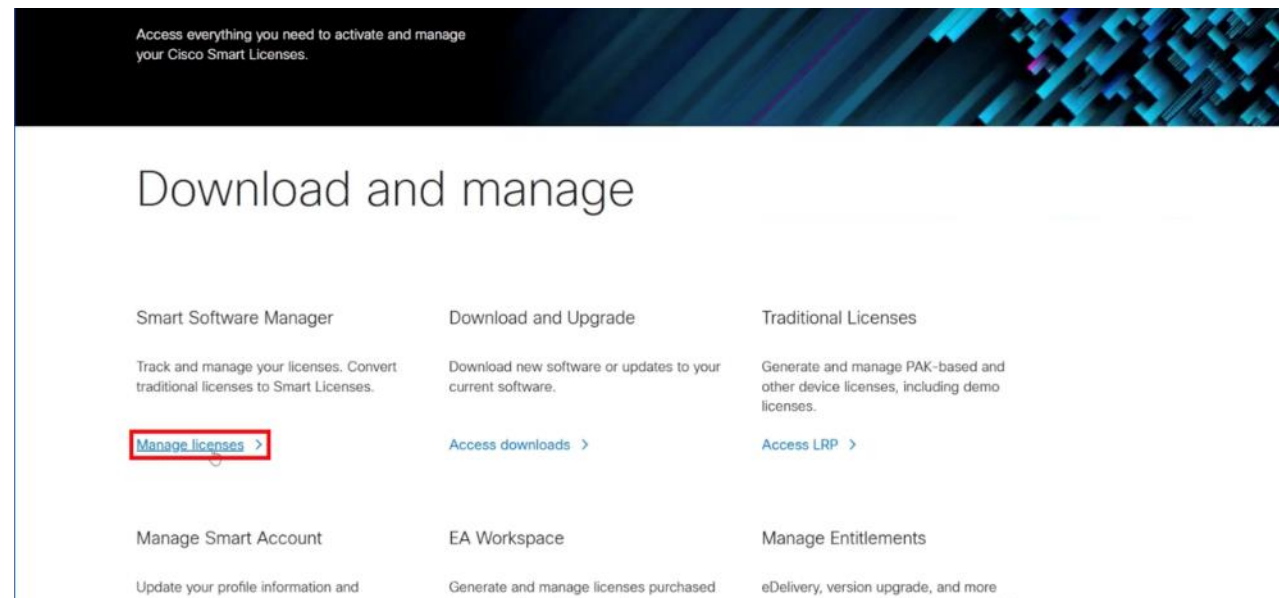 Access everything you need to activate and manage
your Cisco Smart Licenses.
Download and manage
Smart Software Manager
Track and manage your licenses. Convert
traditional licenses to Smart Licenses.
Manage licenses >
Download and Upgrade
Download new software or updates to your
current software.
Access downloads >
Traditional Licenses
Generate and manage PAK-based and
other device licenses, including demo
licenses.
Access LRP >
Manage Smart Account
Update your profile information and
EA Workspace
Generate and manage licenses purchased
Manage Entitlements
eDelivery, version upgrade, and more